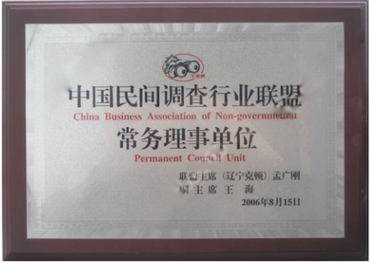 中国民间调查行业联盟
China Business Association of Non-governmental
常务理事单位
Permanent Council Unit
联盟主席（辽宁克顿）孟广刚
副主席 王海
2006年8月15日